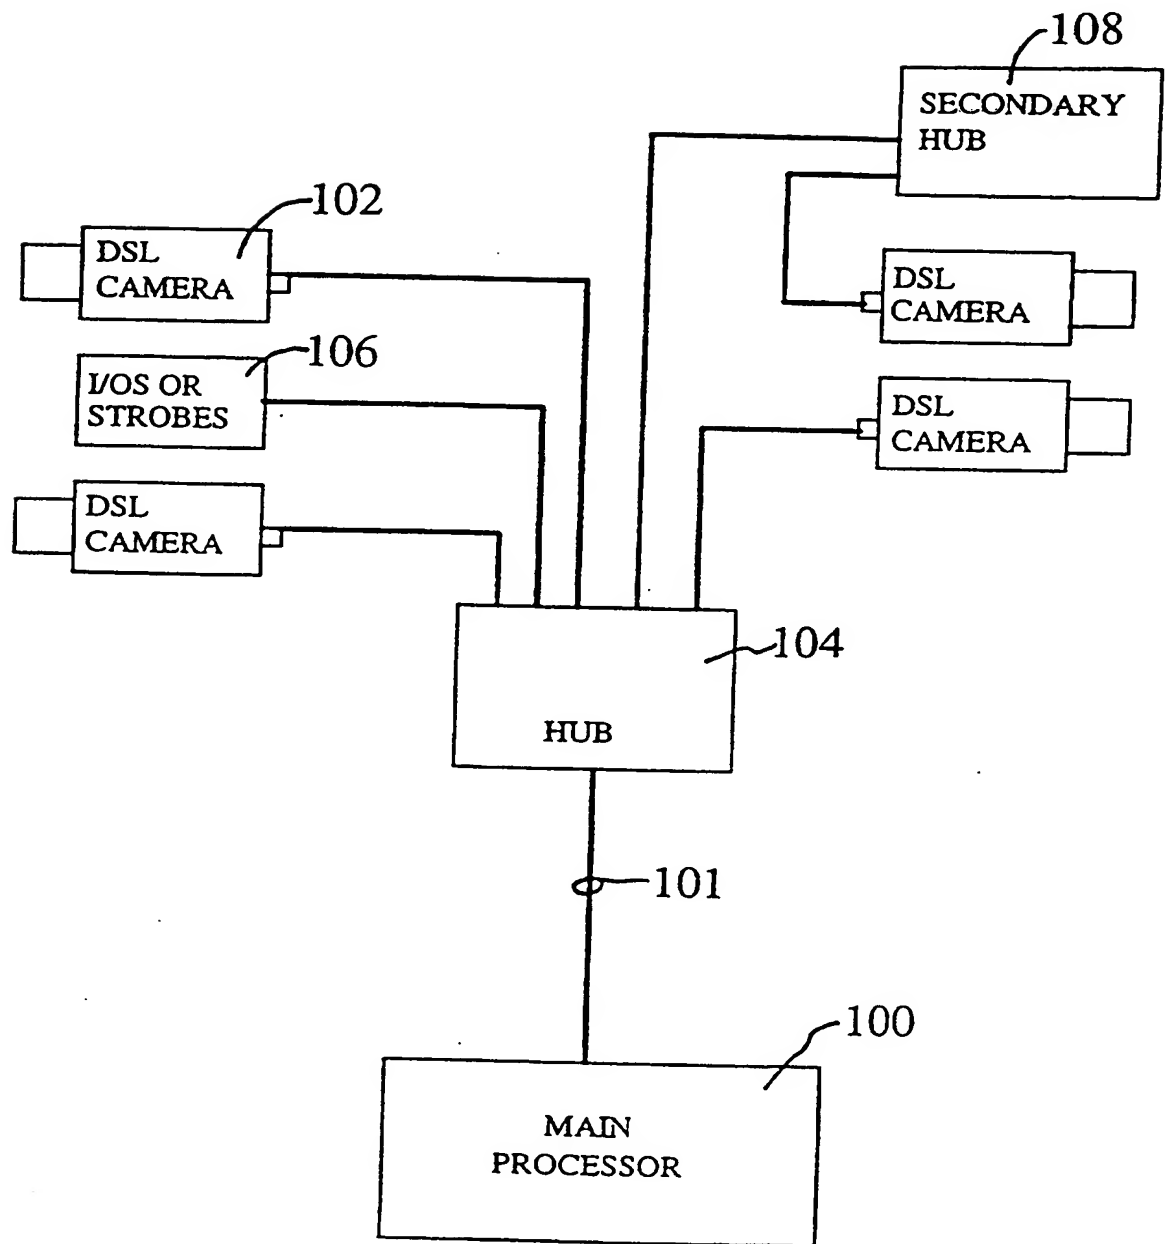 108
SECONDARY
HUB
102
DSL
CAMERA
DSL
CAMERA
106
I/OS OR
STROBES
DSL
CAMERA
DSL
CAMERA
104
HUB
101
100
MAIN
PROCESSOR